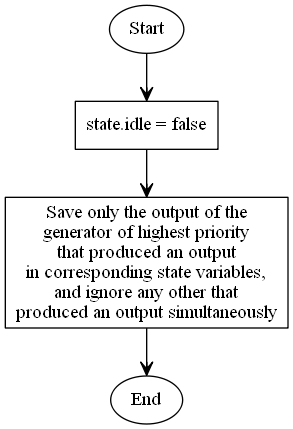 Start
state.idle = false
Save only the output of the
generator of highest priority
that produced an output
in corresponding state variables,
and ignore any other that
produced an output simultaneously
End